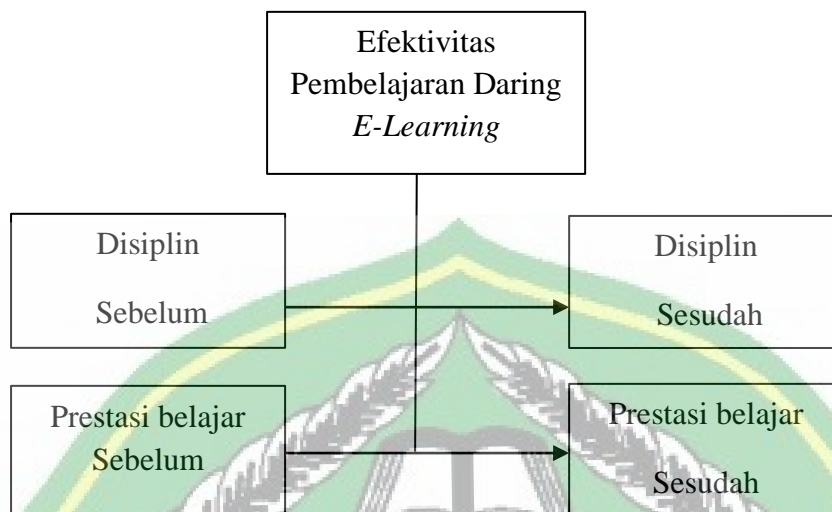 Efektivitas
Pembelajaran Daring
E-Learning
Disiplin
Sebelum
Disiplin
Sesudah
Prestasi belajar
Sebelum
Prestasi belajar
Sesudah